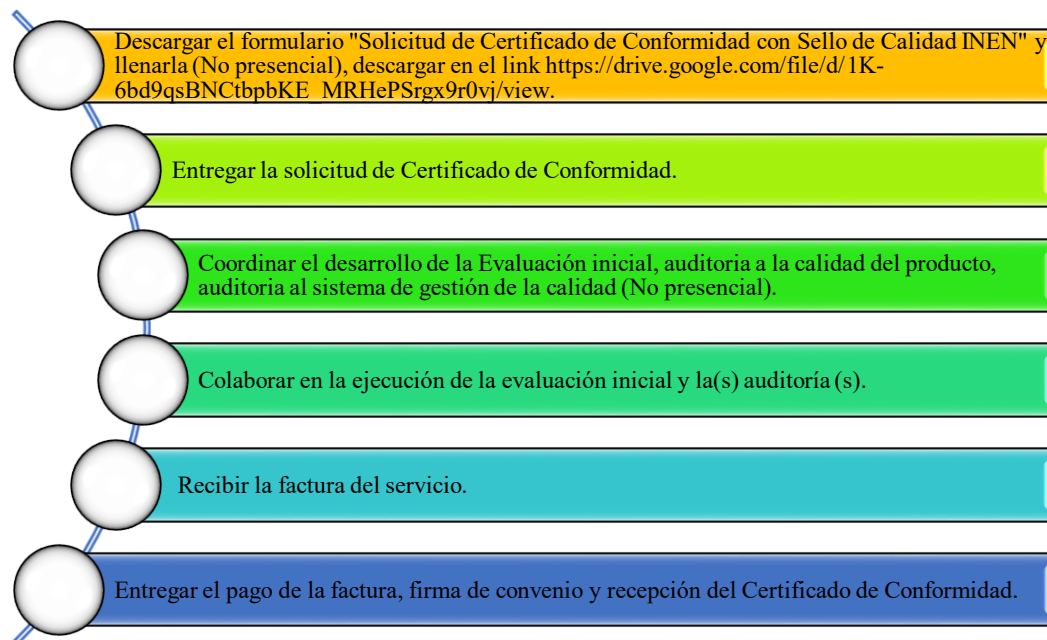 Descargar el formulario "Solicitud de Certificado de Conformidad con Sello de Calidad INEN" y
llenarla (No presencial), descargar en el link https://drive.google.com/file/d/1K-
6bd9qsBNCtbpbKE_MRHePSrgx9r0vj/view.
Entregar la solicitud de Certificado de Conformidad.
Coordinar el desarrollo de la Evaluación inicial, auditoria a la calidad del producto,
auditoria al sistema de gestión de la calidad (No presencial).
Colaborar en la ejecución de la evaluación inicial y la(s) auditoría (s).
Recibir la factura del servicio.
Entregar el pago de la factura, firma de convenio y recepción del Certificado de Conformidad.